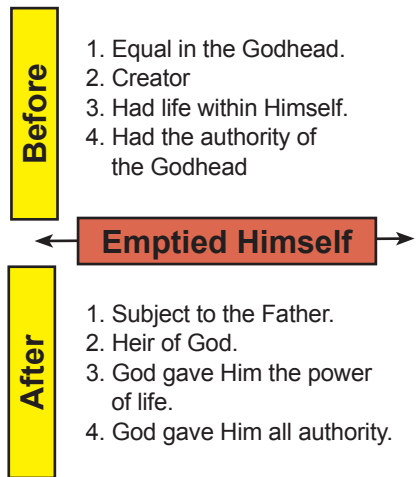 Before
1. Equal in the Godhead.
2. Creator
3. Had life within Himself.
4. Had the authority of
the Godhead
Emptied Himself
After
1. Subject to the Father.
2. Heir of God.
3. God gave Him the power
of life.
4. God gave Him all authority.